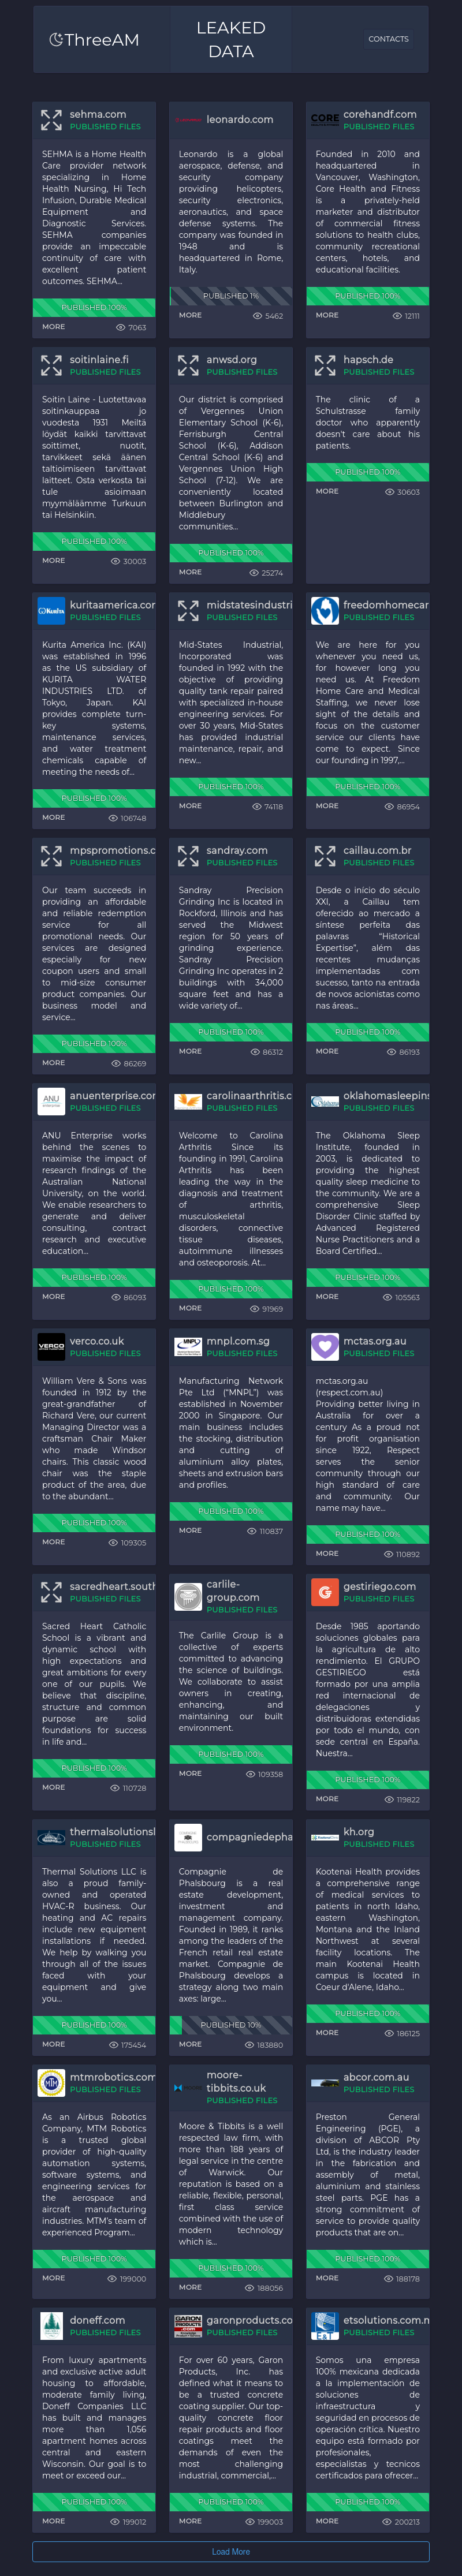 ThreeAM
LEAKED
DATA
CONTACTS
sehma.com
PUBLISHED FILES
SEHMA is a Home Health
Care provider network
specializing in Home
Health Nursing, Hi Tech
Infusion, Durable Medical
Equipment and
Diagnostic Services.
SEHMA companies
provide an impeccable
continuity of care with
excellent patient
outcomes. SEHMA...
PUBLISHED 100%
MORE 7063
leonardo.com
Leonardo is a global
aerospace, defense, and
security company
providing helicopters,
security electronics,
aeronautics, and space
defense systems. The
company was founded in
1948 and is
headquartered in Rome,
Italy.
PUBLISHED 1%
MORE 5462
CORE
corehandf.com
PUBLISHED FILES
Founded in 2010 and
headquartered in
Vancouver, Washington,
Core Health and Fitness
is a privately-held
marketer and distributor
of commercial fitness
solutions to health clubs,
community recreational
centers, hotels, and
educational facilities.
PUBLISHED 100%
MORE 12111
soitinlaine.fi
PUBLISHED FILES
Soitin Laine - Luotettavaa
soitinkauppaa jo
vuodesta 1931 Meiltä
löydät kaikki tarvittavat
soittimet, nuotit,
tarvikkeet sekä äänen
taltioimiseen tarvittavat
laitteet. Osta verkosta tai
tule asioimaan
myymäläämme Turkuun
tai Helsinkiin.
PUBLISHED 100%
MORE 30003
anwsd.org
PUBLISHED FILES
Our district is comprised
of Vergennes Union
Elementary School (K-6),
Ferrisburgh Central
School (K-6), Addison
Central School (K-6) and
Vergennes Union High
School (7-12). We are
conveniently located
between Burlington and
Middlebury
communities...
PUBLISHED 100%
MORE 25274
hapsch.de
PUBLISHED FILES
The clinic of a
Schulstrasse family
doctor who apparently
doesn't care about his
patients.
PUBLISHED 100%
MORE 30603
Kurita
kuritaamerica.com
PUBLISHED FILES
Kurita America Inc. (KAI)
was established in 1996
as the US subsidiary of
KURITA WATER
INDUSTRIES LTD. of
Tokyo, Japan. KAI
provides complete turn-
key systems,
maintenance services,
and water treatment
chemicals capable of
meeting the needs of...
PUBLISHED 100%
MORE 106748
midstatesindustri
PUBLISHED FILES
Mid-States Industrial,
Incorporated was
founded in 1992 with the
objective of providing
quality tank repair paired
with specialized in-house
engineering services. For
over 30 years, Mid-States
has provided industrial
maintenance, repair, and
new...
PUBLISHED 100%
MORE 74118
freedomhomecar
PUBLISHED FILES
We are here for you
whenever you need us,
for however long you
need us. At Freedom
Home Care and Medical
Staffing, we never lose
sight of the details and
focus on the customer
service our clients have
come to expect. Since
our founding in 1997,...
PUBLISHED 100%
MORE 86954
mpspromotions.c
PUBLISHED FILES
Our team succeeds in
providing an affordable
and reliable redemption
service for all
promotional needs. Our
services are designed
especially for new
coupon users and small
to mid-size consumer
product companies. Our
business model and
service...
PUBLISHED 100%
MORE 86269
sandray.com
PUBLISHED FILES
Sandray Precision
Grinding Inc is located in
Rockford, Illinois and has
served the Midwest
region for 50 years of
grinding experience.
Sandray Precision
Grinding Inc operates in 2
buildings with 34,000
square feet and has a
wide variety of...
PUBLISHED 100%
MORE 86312
caillau.com.br
PUBLISHED FILES
Desde o início do século
XXI, a Caillau tem
oferecido ao mercado a
síntese perfeita das
palavras "Historical
Expertise", além das
recentes mudanças
implementadas com
sucesso, tanto na entrada
de novos acionistas como
nas áreas...
PUBLISHED 100%
MORE 86193
ANU
anuenterprise.com
PUBLISHED FILES
ANU Enterprise works
behind the scenes to
maximise the impact of
research findings of the
Australian National
University, on the world.
We enable researchers to
generate and deliver
consulting, contract
research and executive
education...
PUBLISHED 100%
MORE 86093
carolinaarthritis.c
PUBLISHED FILES
Welcome to Carolina
Arthritis Since its
founding in 1991, Carolina
Arthritis has been
leading the way in the
diagnosis and treatment
of arthritis,
musculoskeletal
disorders, connective
tissue diseases,
autoimmune illnesses
and osteoporosis. At...
PUBLISHED 100%
MORE 91969
oklahomasleepins
PUBLISHED FILES
The Oklahoma Sleep
Institute, founded in
2003, is dedicated to
providing the highest
quality sleep medicine to
the community. We are a
comprehensive Sleep
Disorder Clinic staffed by
Advanced Registered
Nurse Practitioners and a
Board Certified...
PUBLISHED 100%
MORE 105563
VERCO
verco.co.uk
PUBLISHED FILES
William Vere & Sons was
founded in 1912 by the
great-grandfather of
Richard Vere, our current
Managing Director was a
craftsman Chair Maker
who made Windsor
chairs. This classic wood
chair was the staple
product of the area, due
to the abundant...
PUBLISHED 100%
MORE 109305
MNPL
mnpl.com.sg
PUBLISHED FILES
Manufacturing Network
Pte Ltd ("MNPL") was
established in November
2000 in Singapore. Our
main business includes
the stocking, distribution
and cutting of
aluminium alloy plates,
sheets and extrusion bars
and profiles.
PUBLISHED 100%
MORE 110837
mctas.org.au
PUBLISHED FILES
mctas.org.au
(respect.com.au)
Providing better living in
Australia for over a
century As a proud not
for profit organisation
since 1922, Respect
serves the senior
community through our
high standard of care
and community. Our
name may have...
PUBLISHED 100%
MORE 110892
sacredheart.south
PUBLISHED FILES
Sacred Heart Catholic
School is a vibrant and
dynamic school with
high expectations and
great ambitions for every
one of our pupils. We
believe that discipline,
structure and common
purpose are solid
foundations for success
in life and...
PUBLISHED 100%
MORE 110728
carlile-
group.com
PUBLISHED FILES
The Carlile Group is a
collective of experts
committed to advancing
the science of buildings.
We collaborate to assist
owners in creating,
enhancing, and
maintaining our built
environment.
PUBLISHED 100%
MORE 109358
gestiriego.com
PUBLISHED FILES
Desde 1985 aportando
soluciones globales para
la agricultura de alto
rendimiento. El GRUPO
GESTIRIEGO está
formado por una amplia
red internacional de
delegaciones y
distribuidoras extendidas
por todo el mundo, con
sede central en España.
Nuestra...
PUBLISHED 100%
MORE 119822
thermalsolutionsl
PUBLISHED FILES
Thermal Solutions LLC is
also a proud family-
owned and operated
HVAC-R business. Our
heating and AC repairs
include new equipment
installations if needed.
We help by walking you
through all of the issues
faced with your
equipment and give
you...
PUBLISHED 100%
MORE 175454
compagniedepha
Compagnie de
Phalsbourg is a real
estate development,
investment and
management company.
Founded in 1989, it ranks
among the leaders of the
French retail real estate
market. Compagnie de
Phalsbourg develops a
strategy along two main
axes: large...
PUBLISHED 10%
MORE 183880
kh.org
PUBLISHED FILES
Kootenai Health provides
a comprehensive range
of medical services to
patients in north Idaho,
eastern Washington,
Montana and the Inland
Northwest at several
facility locations. The
main Kootenai Health
campus is located in
Coeur d'Alene, Idaho...
PUBLISHED 100%
MORE 186125
MTM
mtmrobotics.com
PUBLISHED FILES
As an Airbus Robotics
Company, MTM Robotics
is a trusted global
provider of high-quality
automation systems,
software systems, and
engineering services for
the aerospace and
aircraft manufacturing
industries. MTM's team of
experienced Program...
PUBLISHED 100%
MORE 199000
moore-
tibbits.co.uk
PUBLISHED FILES
Moore & Tibbits is a well
respected law firm, with
more than 188 years of
legal service in the centre
of Warwick. Our
reputation is based on a
reliable, flexible, personal,
first class service
combined with the use of
modern technology
which is...
PUBLISHED 100%
MORE 188056
abcor.com.au
PUBLISHED FILES
Preston General
Engineering (PGE), a
division of ABCOR Pty
Ltd, is the industry leader
in the fabrication and
assembly of metal,
aluminium and stainless
steel parts. PGE has a
strong commitment of
service to provide quality
products that are on...
PUBLISHED 100%
MORE 188178
doneff.com
PUBLISHED FILES
From luxury apartments
and exclusive active adult
housing to affordable,
moderate family living,
Doneff Companies LLC
has built and manages
more than 1,056
apartment homes across
central and eastern
Wisconsin. Our goal is to
meet or exceed our...
PUBLISHED 100%
MORE 199012
GARON
PRODUCTS
.com
garonproducts.co
PUBLISHED FILES
For over 60 years, Garon
Products, Inc. has
defined what it means to
be a trusted concrete
coating supplier. Our top-
quality concrete floor
repair products and floor
coatings meet the
demands of even the
most challenging
industrial, commercial,...
PUBLISHED 100%
MORE 199003
E&T
etsolutions.com.m
PUBLISHED FILES
Somos una empresa
100% mexicana dedicada
a la implementación de
soluciones de
infraestructura y
seguridad en procesos de
operación crítica. Nuestro
equipo está formado por
profesionales,
especialistas y tecnicos
certificados para ofrecer...
PUBLISHED 100%
MORE 200213
Load More